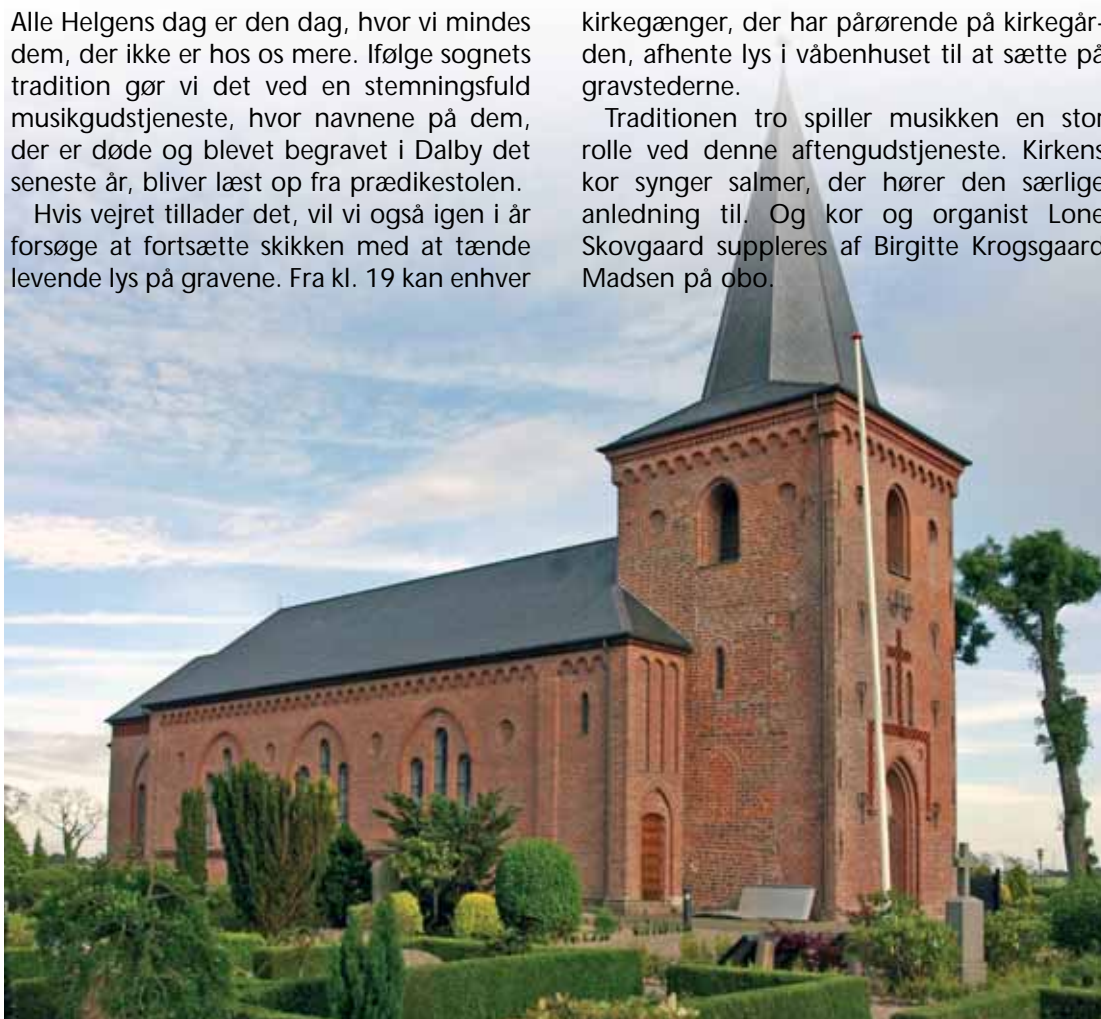 Alle Helgens dag er den dag, hvor vi mindes
dem, der ikke er hos os mere. Ifølge sognets
tradition gør vi det ved en stemningsfuld
musikgudstjeneste, hvor navnene på dem,
der er døde og blevet begravet i Dalby det
seneste år, bliver læst op fra prædikestolen.
Hvis vejret tillader det, vil vi også igen i år
forsøge at fortsætte skikken med at tænde
levende lys på gravene. Fra kl. 19 kan enhver
kirkegænger, der har pårørende på kirkegår-
den, afhente lys i våbenhuset til at sætte på
gravstederne.
Traditionen tro spiller musikken en stor
rolle ved denne aftengudstjeneste. Kirkens
kor synger salmer, der hører den særlige
anledning til. Og kor og organist Lone
Skovgaard suppleres af Birgitte Krogsgaard
Madsen på obo.